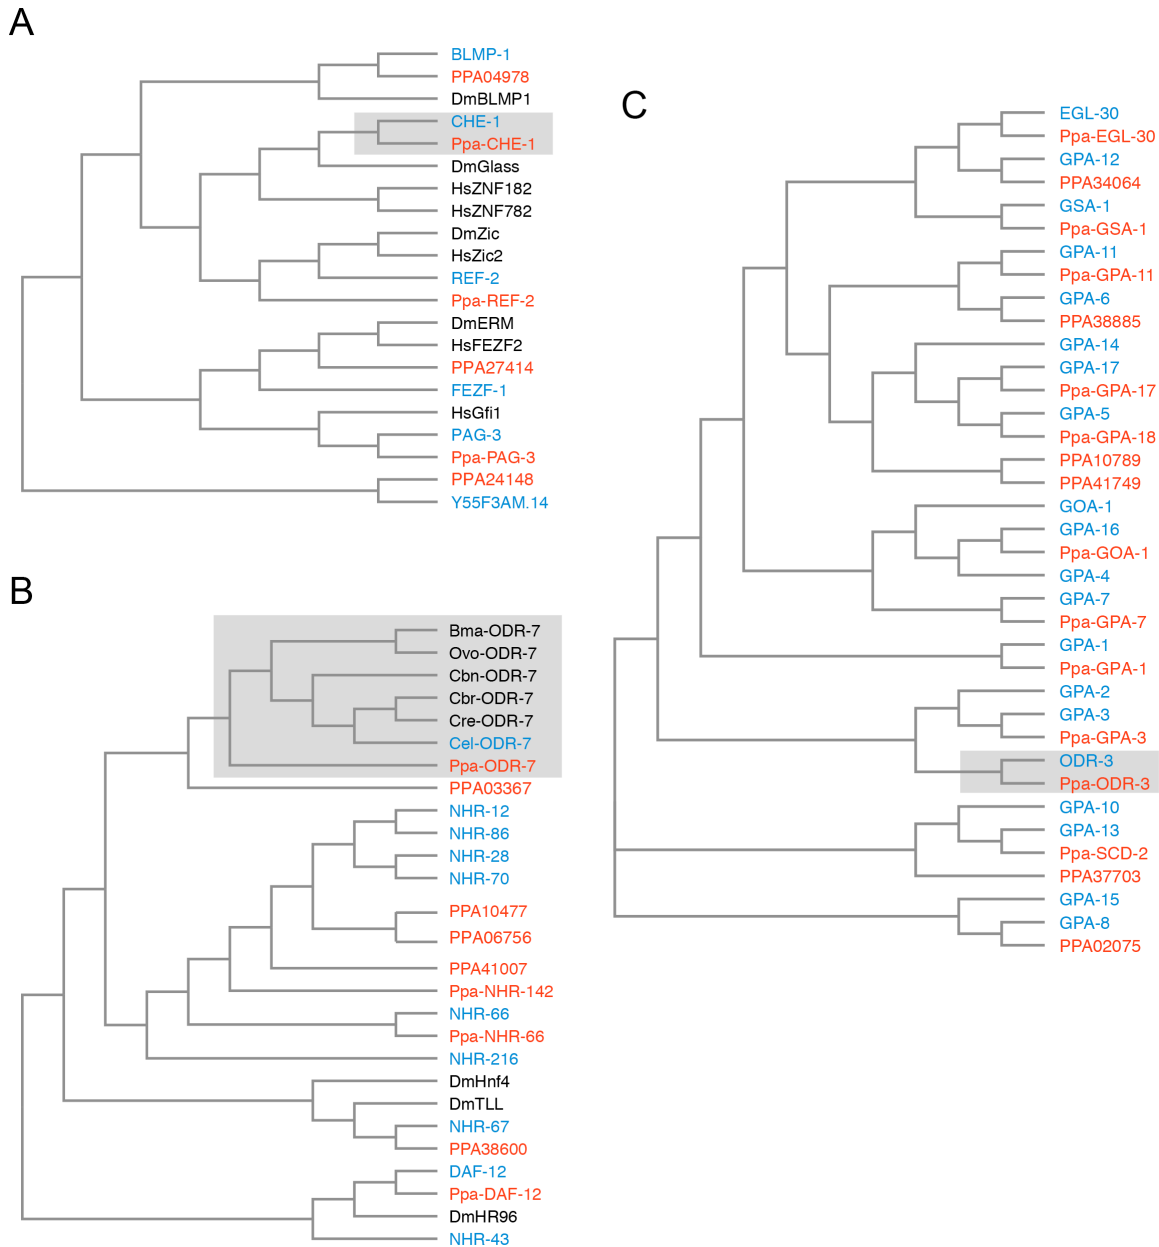 A
BLMP-1
PPA04978
DmBLMP1
CHE-1
Ppa-CHE-1
DmGlass
HsZNF182
HsZNF782
DmZic
HsZic2
REF-2
Ppa-REF-2
DmERM
HsFEZF2
PPA27414
FEZF-1
HsGfi1
PAG-3
Ppa-PAG-3
PPA24148
Y55F3AM.14
B
Bma-ODR-7
Ovo-ODR-7
Cbn-ODR-7
Cbr-ODR-7
Cre-ODR-7
Cel-ODR-7
Ppa-ODR-7
PPA03367
NHR-12
NHR-86
NHR-28
NHR-70
PPA10477
PPA06756
PPA41007
Ppa-NHR-142
NHR-66
Ppa-NHR-66
NHR-216
DmHnf4
DmTLL
NHR-67
PPA38600
DAF-12
Ppa-DAF-12
DmHR96
NHR-43
C
EGL-30
Ppa-EGL-30
GPA-12
PPA34064
GSA-1
Ppa-GSA-1
GPA-11
Ppa-GPA-11
GPA-6
PPA38885
GPA-14
GPA-17
Ppa-GPA-17
GPA-5
Ppa-GPA-18
PPA10789
PPA41749
GOA-1
GPA-16
Ppa-GOA-1
GPA-4
GPA-7
Ppa-GPA-7
GPA-1
Ppa-GPA-1
GPA-2
GPA-3
Ppa-GPA-3
ODR-3
Ppa-ODR-3
GPA-10
GPA-13
Ppa-SCD-2
PPA37703
GPA-15
GPA-8
PPA02075